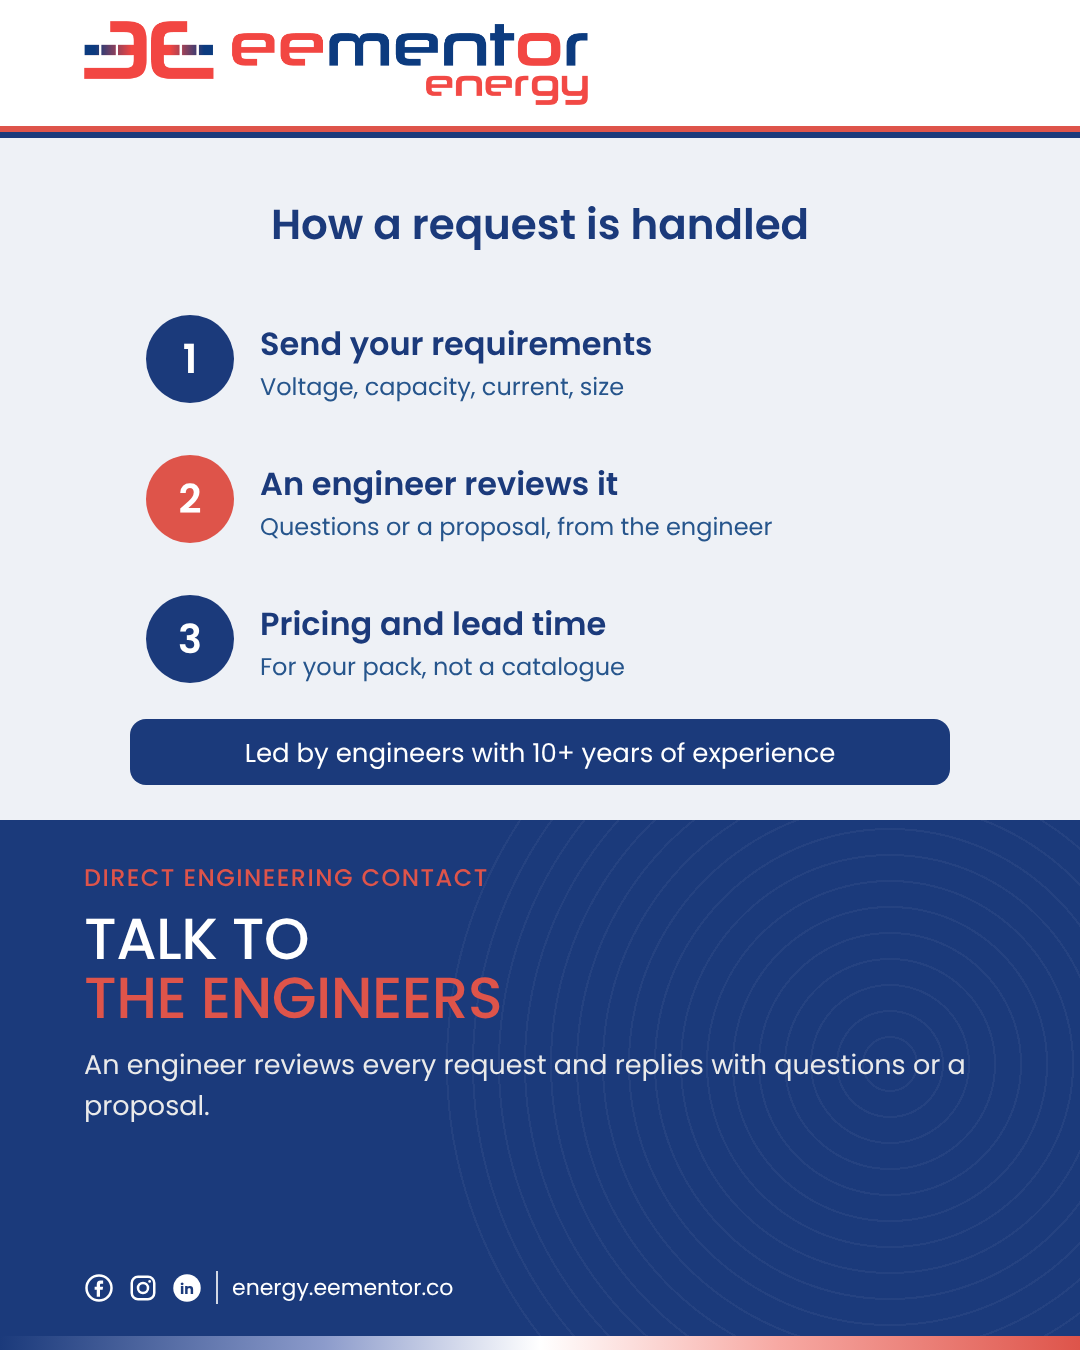 eementor
energy
How a request is handled
1
Send your requirements
Voltage, capacity, current, size
2
An engineer reviews it
Questions or a proposal, from the engineer
3
Pricing and lead time
For your pack, not a catalogue
Led by engineers with 10+ years of experience
DIRECT ENGINEERING CONTACT
TALK TO
THE ENGINEERS
An engineer reviews every request and replies with questions or a
proposal.
energy.eementor.co